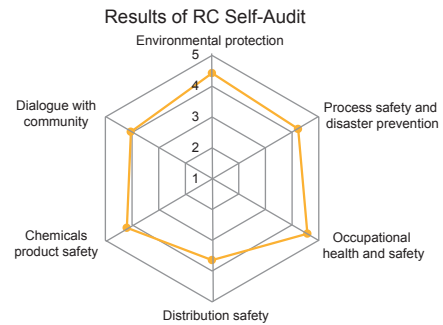 Results of RC Self-Audit
Environmental protection
5
4
3
2
1
Process safety and
disaster prevention
Occupational
health and safety
Distribution safety
Chemicals
product safety
Dialogue with
community